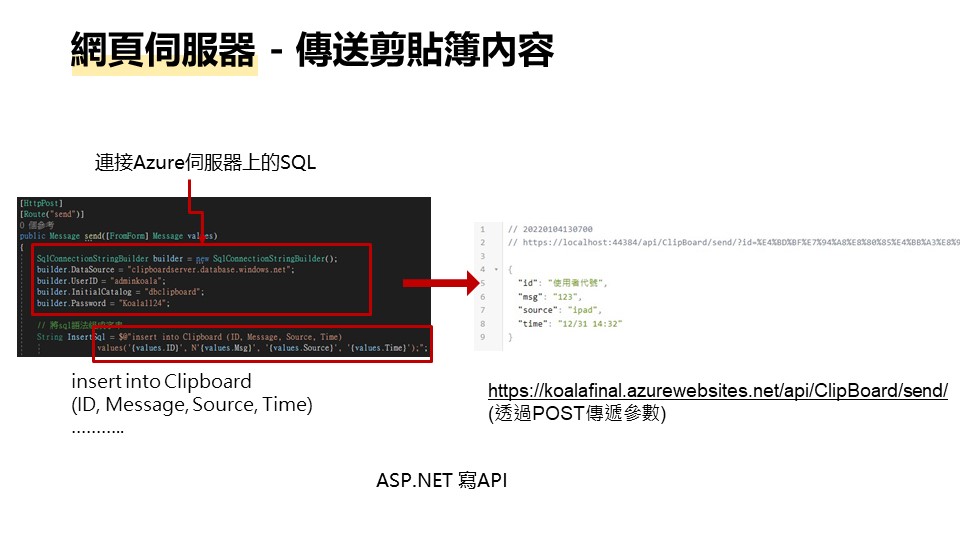 網頁伺服器 - 傳送剪貼簿內容
連接Azure伺服器上的SQL
[HttpPost]
[Route("send")]
0 個參考
public Message send([FromForm] Message values)
{
SqlConnectionStringBuilder builder = new SqlConnectionStringBuilder();
builder.DataSource = "clipboardserver.database.windows.net";
builder.UserID = "adminkoala";
builder.InitialCatalog = "dbclipboard";
builder.Password = "Koala1124";
// 將sql語法組成字串
String InsertSql = $@"insert into Clipboard (ID, Message, Source, Time)
values('{values.ID}', N'{values.Msg}', '{values.Source}', '{values.Time}');";
1 // 20220104130700
2 // https://localhost:44384/api/ClipBoard/send/?id=%E4%BD%BF%E7%94%A8%E8%80%85%E4%BB%A3%E8%9
3
4 {
5 "id": "使用者代號",
6 "msg": "123",
7 "source": "ipad",
8 "time": "12/31 14:32"
9 }
insert into Clipboard
(ID, Message, Source, Time)
………..
https://koalafinal.azurewebsites.net/api/ClipBoard/send/
(透過POST傳遞參數)
ASP.NET 寫API